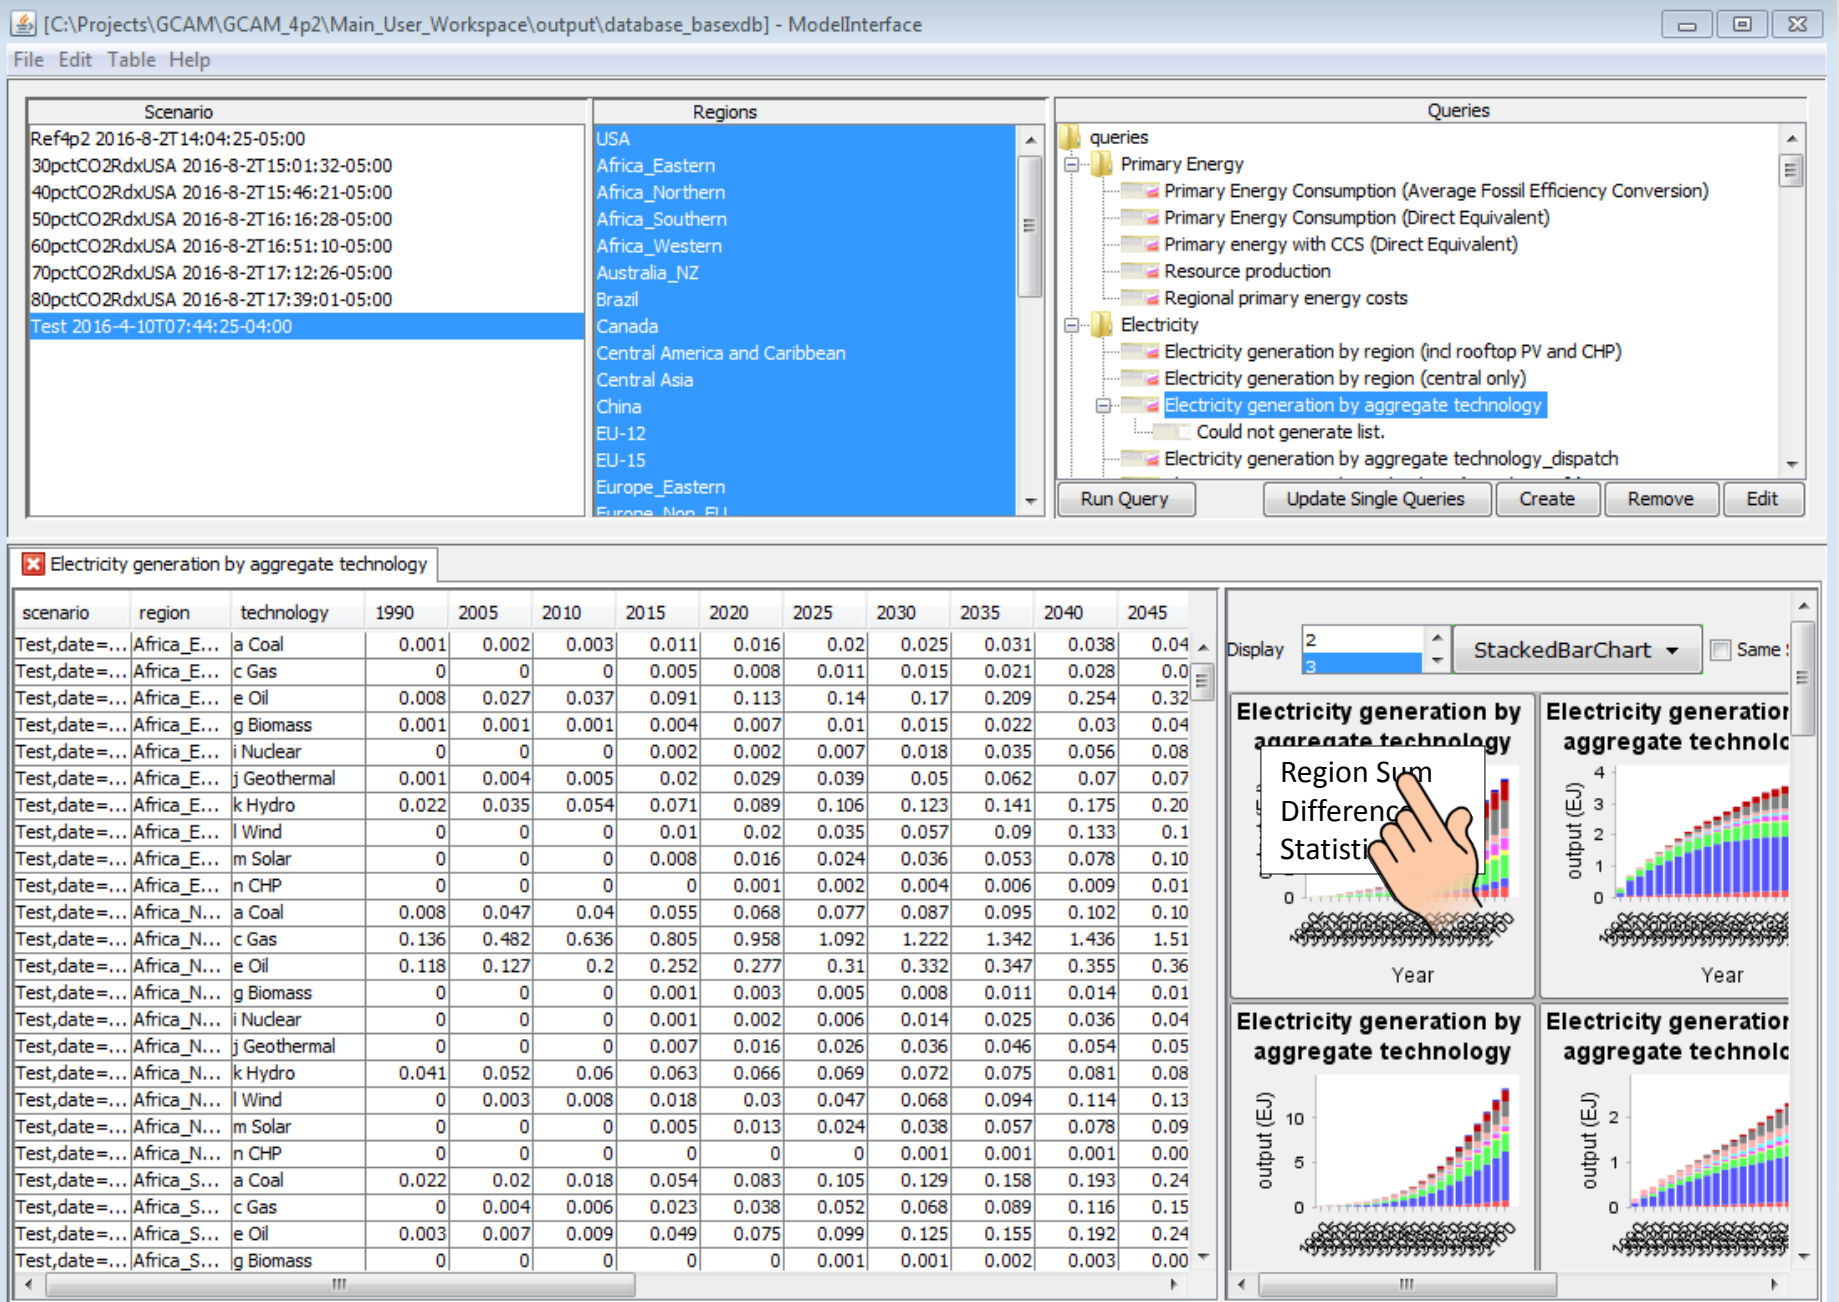 [C:\Projects\GCAM\GCAM_4p2\Main_User_Workspace\output\database_basexdb] - ModelInterface
File Edit Table Help
Scenario
Ref4p2 2016-8-2T14:04:25-05:00
30pctCO2RdxUSA 2016-8-2T15:01:32-05:00
40pctCO2RdxUSA 2016-8-2T15:46:21-05:00
50pctCO2RdxUSA 2016-8-2T16:16:28-05:00
60pctCO2RdxUSA 2016-8-2T16:51:10-05:00
70pctCO2RdxUSA 2016-8-2T17:12:26-05:00
80pctCO2RdxUSA 2016-8-2T17:39:01-05:00
Test 2016-4-10T07:44:25-04:00
Regions
USA
Africa_Eastern
Africa_Northern
Africa_Southern
Africa_Western
Australia_NZ
Brazil
Canada
Central America and Caribbean
Central Asia
China
EU-12
EU-15
Europe_Eastern
Europe_Non_EU
Queries
queries
Primary Energy
Primary Energy Consumption (Average Fossil Efficiency Conversion)
Primary Energy Consumption (Direct Equivalent)
Primary energy with CCS (Direct Equivalent)
Resource production
Regional primary energy costs
Electricity
Electricity generation by region (incl rooftop PV and CHP)
Electricity generation by region (central only)
Electricity generation by aggregate technology
Could not generate list.
Electricity generation by aggregate technology_dispatch
Run Query Update Single Queries Create Remove Edit
Electricity generation by aggregate technology
scenario region technology 1990 2005 2010 2015 2020 2025 2030 2035 2040 2045
Test,date=... Africa_E... a Coal 0.001 0.002 0.003 0.011 0.016 0.02 0.025 0.031 0.038 0.04
Test,date=... Africa_E... c Gas 0 0 0 0.005 0.008 0.011 0.015 0.021 0.028 0.0
Test,date=... Africa_E... e Oil 0.008 0.027 0.037 0.091 0.113 0.14 0.17 0.209 0.254 0.32
Test,date=... Africa_E... g Biomass 0.001 0.001 0.001 0.004 0.007 0.01 0.015 0.022 0.03 0.04
Test,date=... Africa_E... i Nuclear 0 0 0 0.002 0.002 0.007 0.018 0.035 0.056 0.08
Test,date=... Africa_E... j Geothermal 0.001 0.004 0.005 0.02 0.029 0.039 0.05 0.062 0.07 0.07
Test,date=... Africa_E... k Hydro 0.022 0.035 0.054 0.071 0.089 0.106 0.123 0.141 0.175 0.20
Test,date=... Africa_E... l Wind 0 0 0 0.01 0.02 0.035 0.057 0.09 0.133 0.1
Test,date=... Africa_E... m Solar 0 0 0 0.008 0.016 0.024 0.036 0.053 0.078 0.10
Test,date=... Africa_E... n CHP 0 0 0 0 0.001 0.002 0.004 0.006 0.009 0.01
Test,date=... Africa_N... a Coal 0.008 0.047 0.04 0.055 0.068 0.077 0.087 0.095 0.102 0.10
Test,date=... Africa_N... c Gas 0.136 0.482 0.636 0.805 0.958 1.092 1.222 1.342 1.436 1.51
Test,date=... Africa_N... e Oil 0.118 0.127 0.2 0.252 0.277 0.31 0.332 0.347 0.355 0.36
Test,date=... Africa_N... g Biomass 0 0 0 0.001 0.003 0.005 0.008 0.011 0.014 0.01
Test,date=... Africa_N... i Nuclear 0 0 0 0.001 0.002 0.006 0.014 0.025 0.036 0.04
Test,date=... Africa_N... j Geothermal 0 0 0 0.007 0.016 0.026 0.036 0.046 0.054 0.05
Test,date=... Africa_N... k Hydro 0.041 0.052 0.06 0.063 0.066 0.069 0.072 0.075 0.081 0.08
Test,date=... Africa_N... l Wind 0 0.003 0.008 0.018 0.03 0.047 0.068 0.094 0.114 0.13
Test,date=... Africa_N... m Solar 0 0 0 0.005 0.013 0.024 0.038 0.057 0.078 0.09
Test,date=... Africa_N... n CHP 0 0 0 0 0 0 0.001 0.001 0.001 0.00
Test,date=... Africa_S... a Coal 0.022 0.02 0.018 0.054 0.083 0.105 0.129 0.158 0.193 0.24
Test,date=... Africa_S... c Gas 0 0.004 0.006 0.023 0.038 0.052 0.068 0.089 0.116 0.15
Test,date=... Africa_S... e Oil 0.003 0.007 0.009 0.049 0.075 0.099 0.125 0.155 0.192 0.24
Test,date=... Africa_S... g Biomass 0 0 0 0 0 0.001 0.001 0.002 0.003 0.00
Display 2 3 StackedBarChart Same
Electricity generation by
aggregate technology
Region Sum
Differenc
Statisti
0
Year
Electricity generation
aggregate technolo
output (EJ)
4
3
2
1
0
Year
Electricity generation by
aggregate technology
output (EJ)
10
5
0
Electricity generation
aggregate technolo
output (EJ)
2
1
0